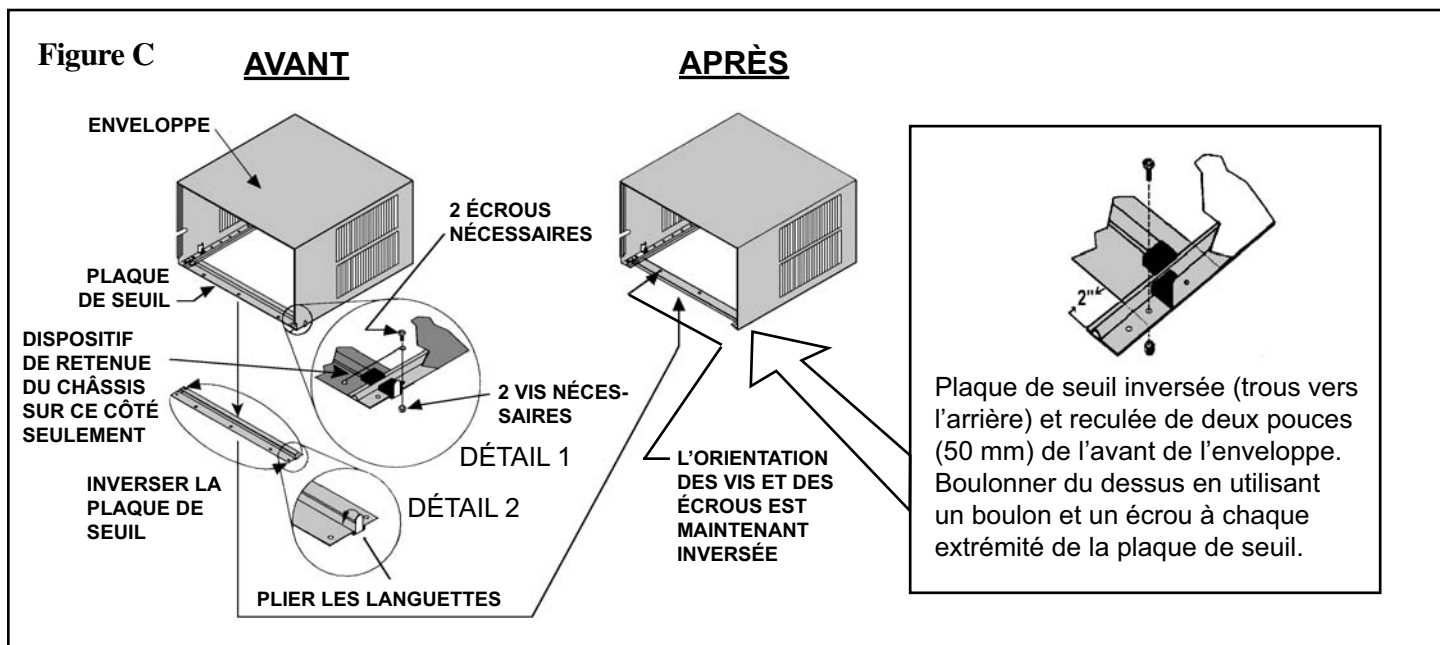 Figure C
AVANT
APRÈS
ENVELOPPE
2 ÉCROUS
NÉCESSAIRES
PLAQUE
DE SEUIL
DISPOSITIF
DE RETENUE
DU CHÂSSIS
SUR CE CÔTÉ
SEULEMENT
2 VIS NÉCES-
SAIRES
DÉTAIL 1
INVERSER LA
PLAQUE DE
SEUIL
DÉTAIL 2
PLIER LES LANGUETTES
L’ORIENTATION
DES VIS ET DES
ÉCROUS EST
MAINTENANT
INVERSÉE
2"
Plaque de seuil inversée (trous vers
l’arrière) et reculée de deux pouces
(50 mm) de l’avant de l’enveloppe.
Boulonner du dessus en utilisant
un boulon et un écrou à chaque
extrémité de la plaque de seuil.